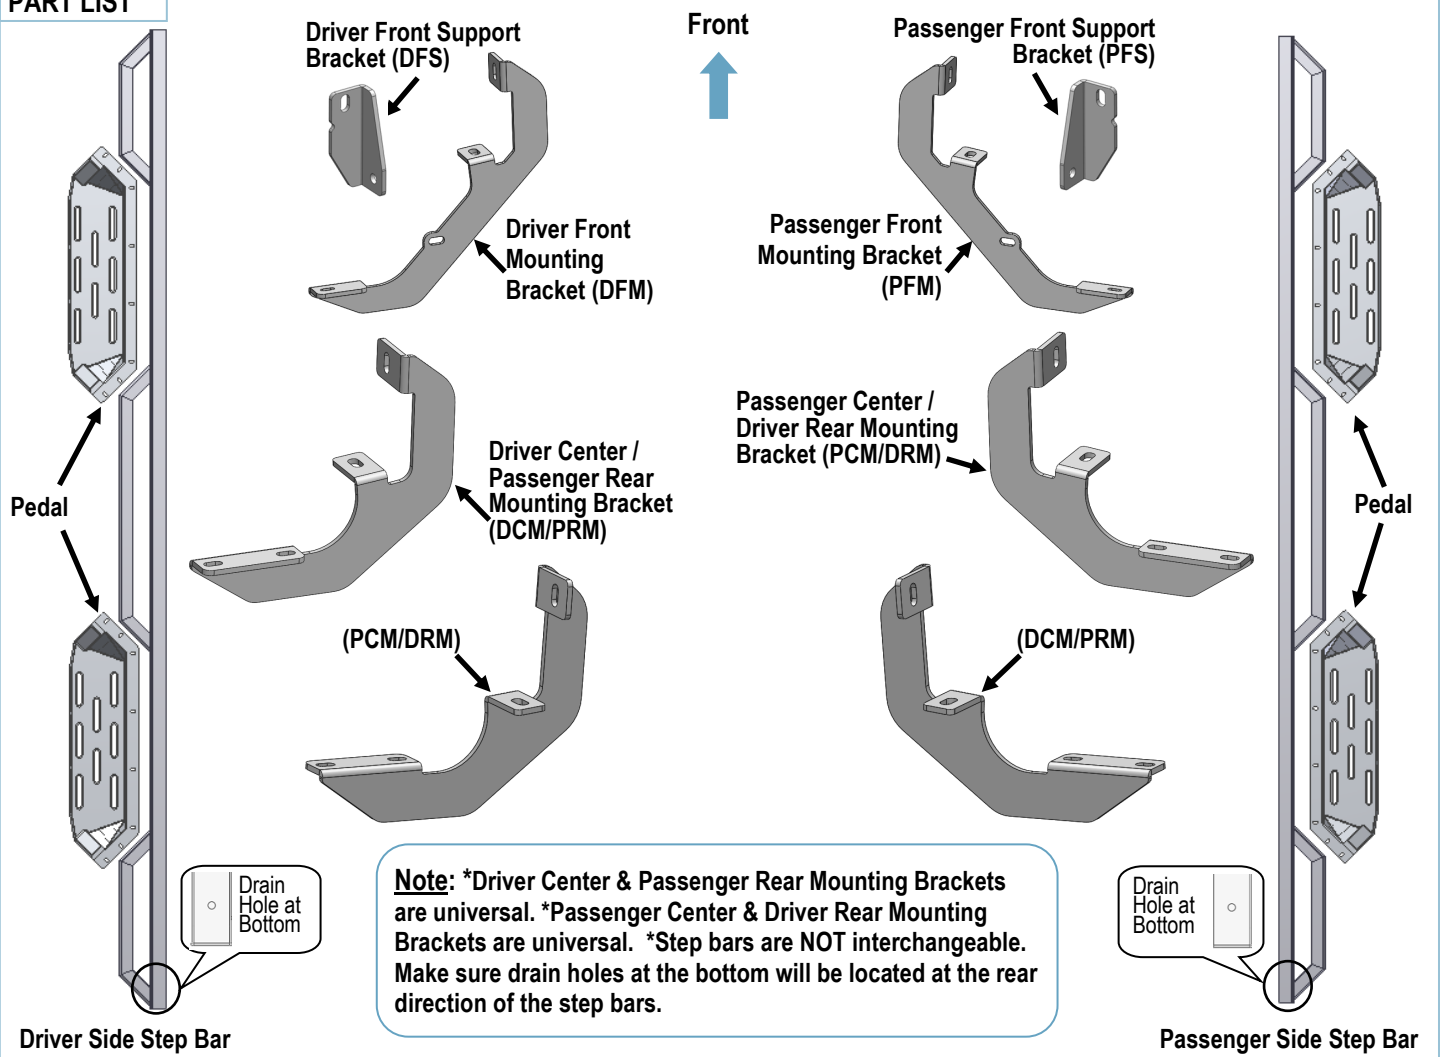 PART LIST
Front
Driver Front Support
Bracket (DFS)
Passenger Front Support
Bracket (PFS)
Driver Front
Mounting
Bracket (DFM)
Passenger Front
Mounting Bracket
(PFM)
Passenger Center /
Driver Rear Mounting
Bracket (PCM/DRM)
Driver Center /
Passenger Rear
Mounting Bracket
(DCM/PRM)
Pedal
Pedal
(PCM/DRM)
(DCM/PRM)
Drain
Hole at
Bottom
Drain
Hole at
Bottom
Note: *Driver Center & Passenger Rear Mounting Brackets
are universal. *Passenger Center & Driver Rear Mounting
Brackets are universal. *Step bars are NOT interchangeable.
Make sure drain holes at the bottom will be located at the rear
direction of the step bars.
Driver Side Step Bar
Passenger Side Step Bar